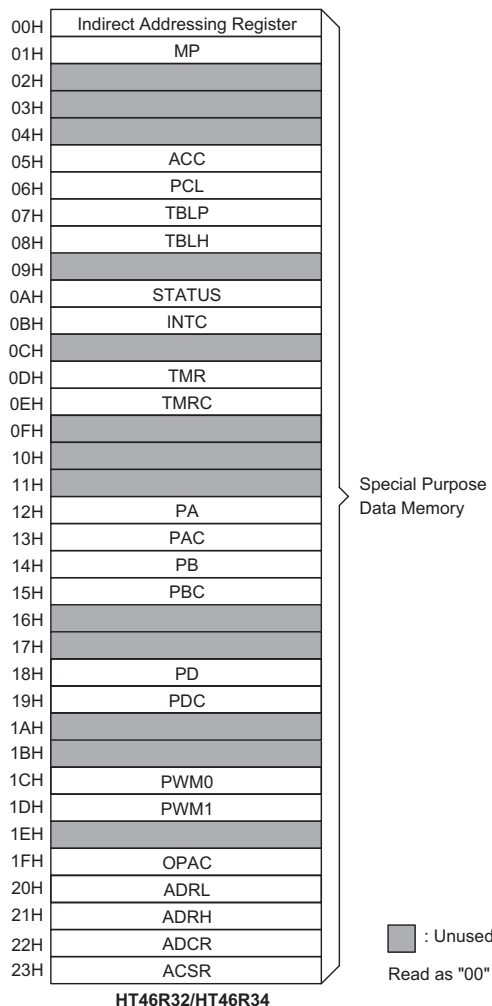 00H Indirect Addressing Register
01H MP
02H
03H
04H
05H ACC
06H PCL
07H TBLP
08H TBLH
09H
0AH STATUS
0BH INTC
0CH
0DH TMR
0EH TMRC
0FH
10H
11H
Special Purpose
Data Memory
12H PA
13H PAC
14H PB
15H PBC
16H
17H
18H PD
19H PDC
1AH
1BH
1CH PWM0
1DH PWM1
1EH
1FH OPAC
20H ADRL
21H ADRH
22H ADCR
23H ACSR
: Unused
Read as "00"
HT46R32/HT46R34